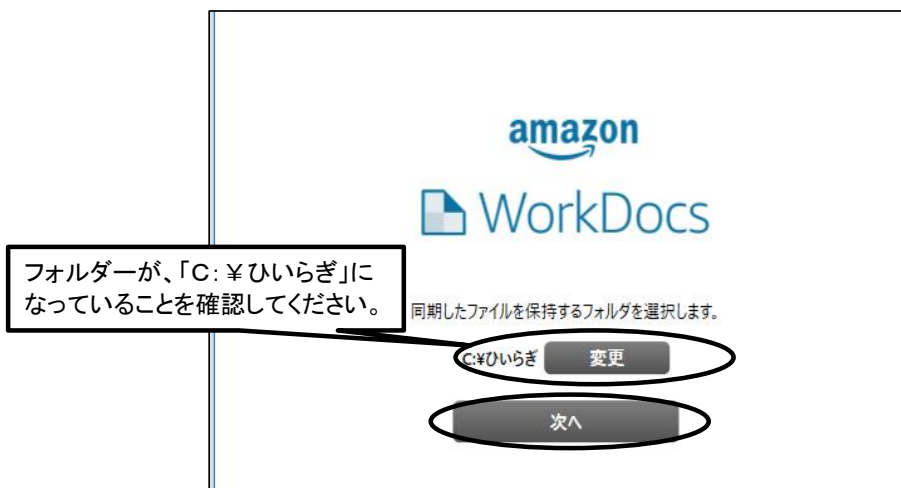 amazon
WorkDocs
フォルダーが、「C:¥ひいらぎ」に
なっていることを確認してください。
同期したファイルを保持するフォルダを選択します。
C:¥ひいらぎ 変更
次へ